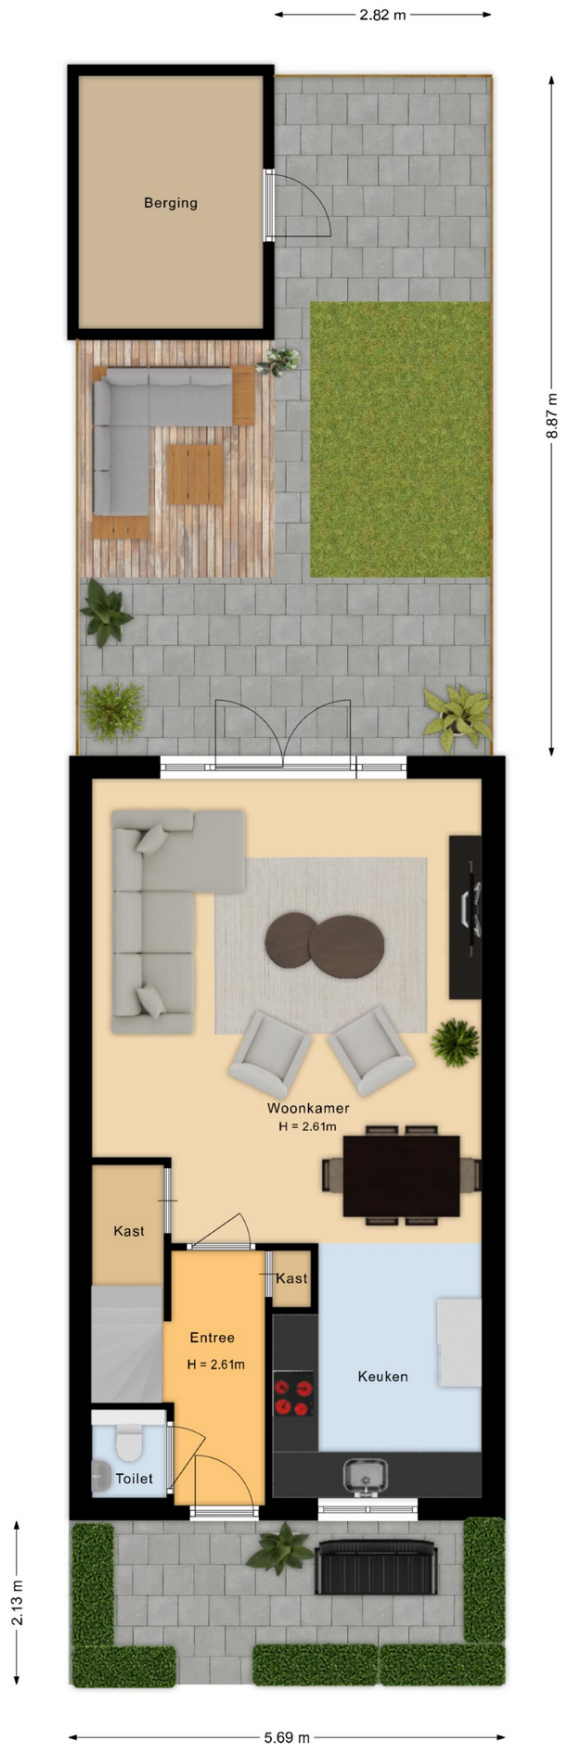 2.82 m
Berging
8.87 m
Woonkamer
H = 2.61m
Kast
Kast
Entree
H = 2.61m
Keuken
Toilet
2.13 m
5.69 m